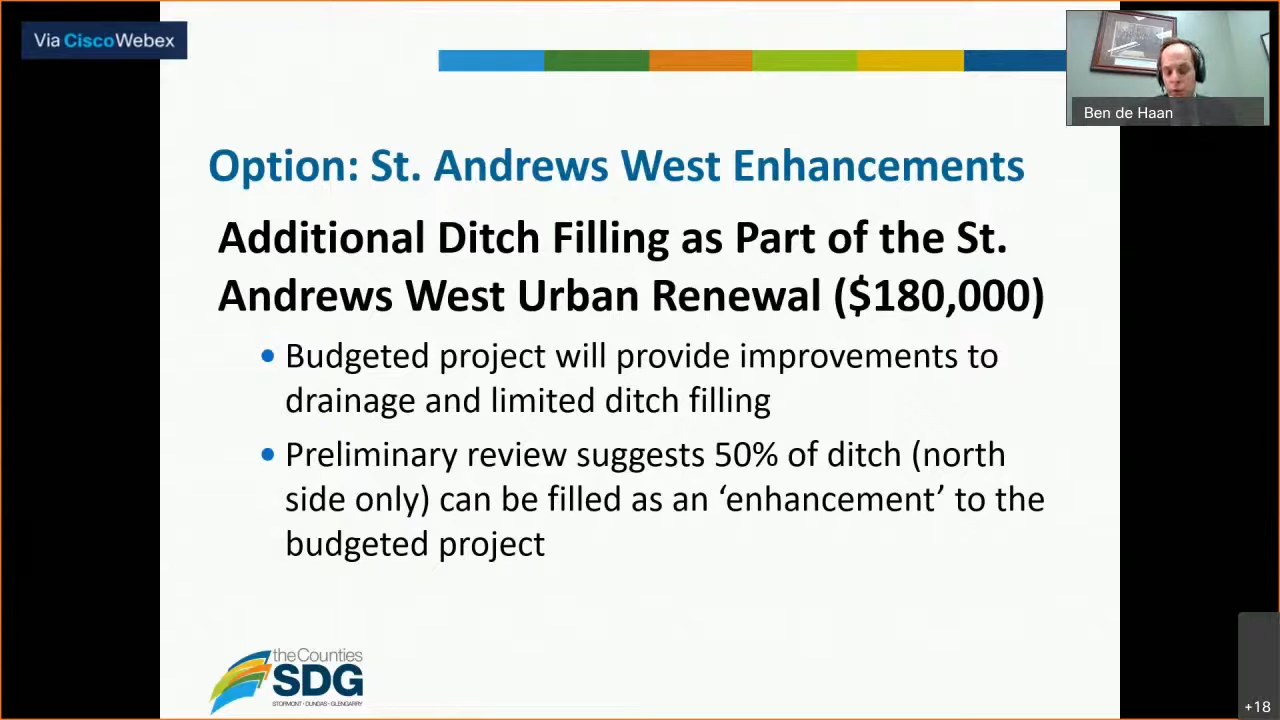 Via CiscoWebex
Ben de Haan
Option: St. Andrews West Enhancements
Additional Ditch Filling as Part of the St.
Andrews West Urban Renewal ($180,000)
• Budgeted project will provide improvements to
drainage and limited ditch filling
• Preliminary review suggests 50% of ditch (north
side only) can be filled as an ‘enhancement’ to the
budgeted project
the Counties
SDG
STORMONT • DUNDAS • GLENGARRY
+18